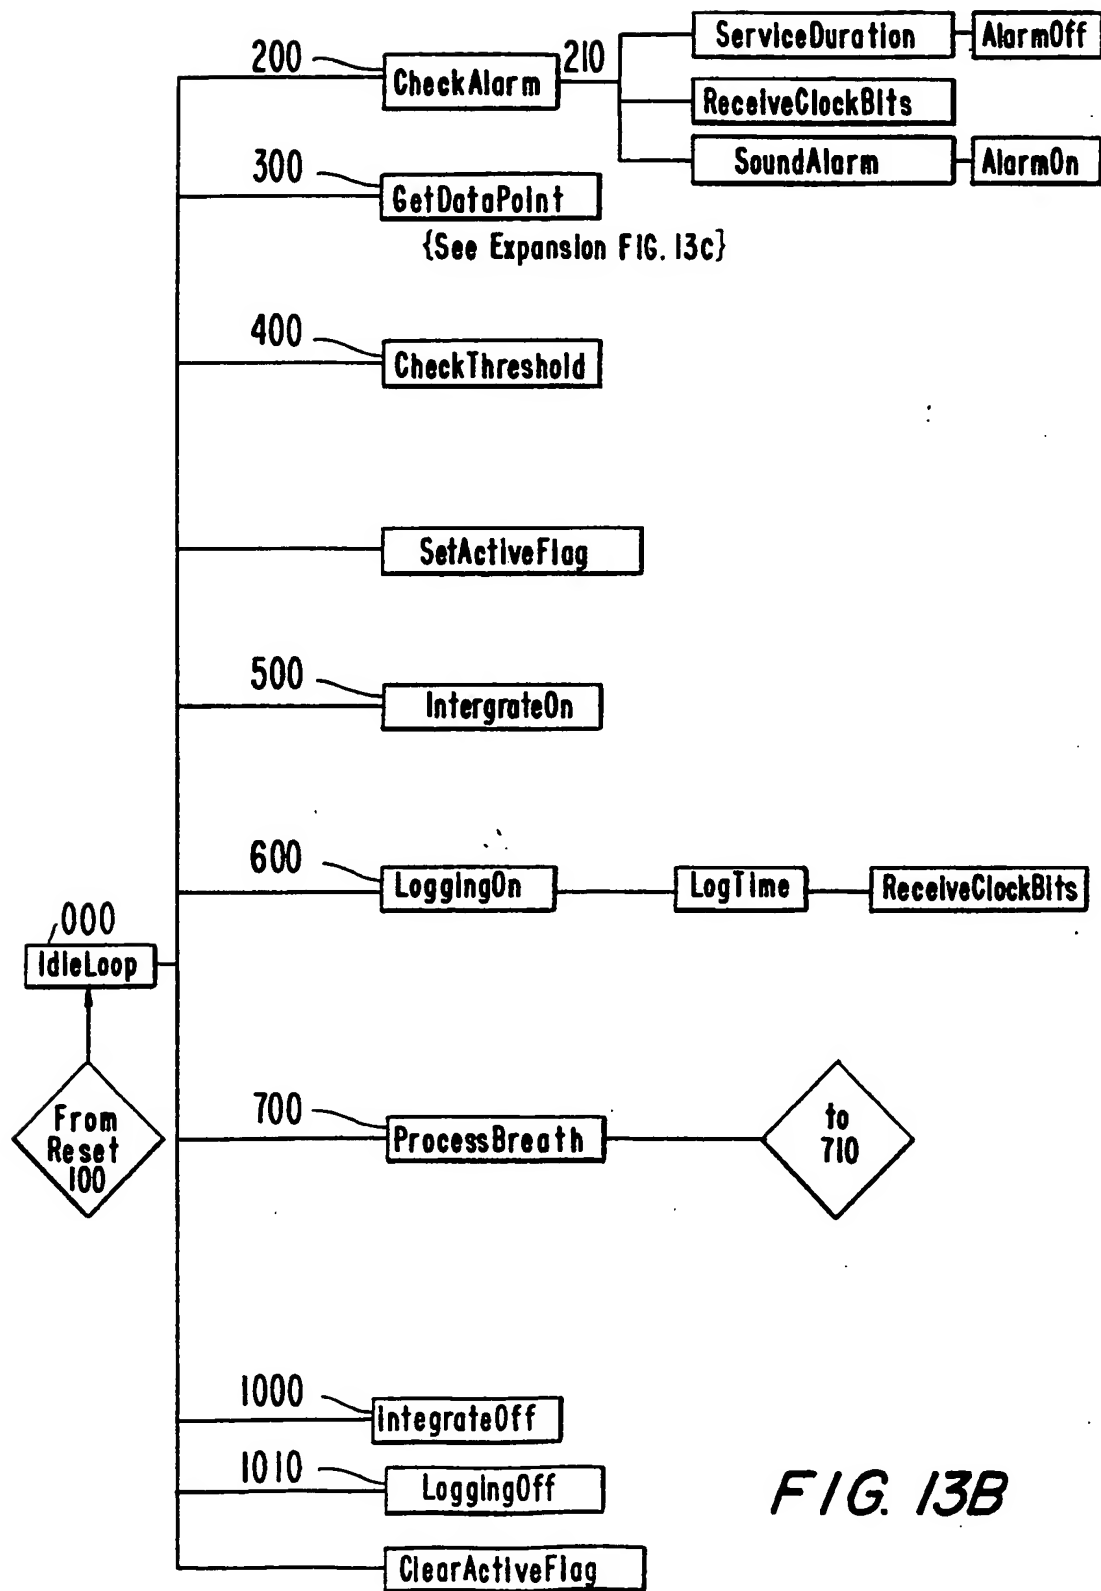 ServiceDuration AlarmOff
200 CheckAlarm 210
ReceiveClockBits
SoundAlarm AlarmOn
300 GetDataPoint
{See Expansion FIG. 13c}
400 CheckThreshold
SetActiveFlag
500 IntergrateOn
600 LoggingOn LogTime ReceiveClockBits
000
IdleLoop
From
Reset
100
700 ProcessBreath
to
710
1000 IntegrateOff
1010 LoggingOff
ClearActiveFlag
FIG. 13B